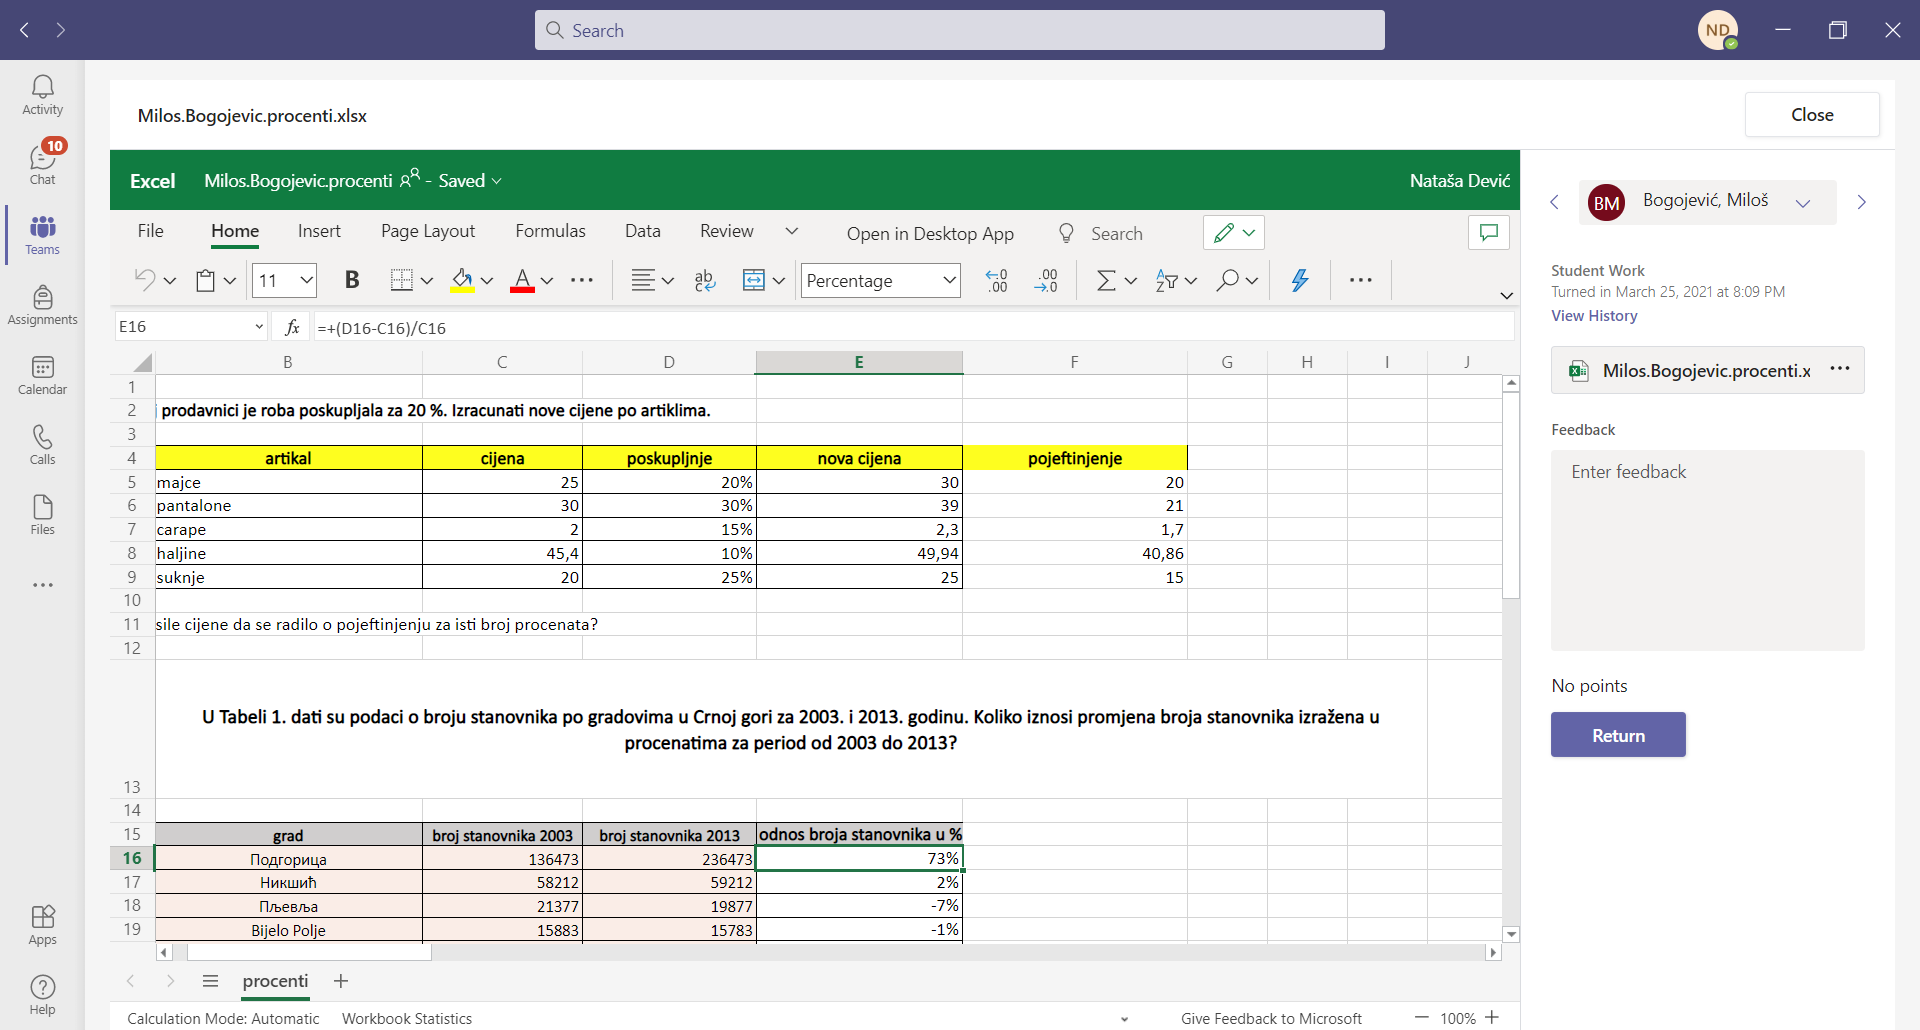 Search
ND
Activity
10
Chat
Teams
Assignments
Calendar
Calls
Files
Apps
Help
Milos.Bogojevic.procenti.xlsx
Close
Excel Milos.Bogojevic.procenti - Saved Nataša Dević
File Home Insert Page Layout Formulas Data Review Open in Desktop App Search
11 B A ab c Percentage .0 .00 .00 .0
E16 fx =+(D16-C16)/C16
B C D E F G H I J
1
2 prodavnici je roba poskupljala za 20 %. Izracunati nove cijene po artiklima.
3
4 artikal cijena poskupljnje nova cijena pojeftinjenje
5 majce 25 20% 30 20
6 pantalone 30 30% 39 21
7 carape 2 15% 2,3 1,7
8 haljine 45,4 10% 49,94 40,86
9 suknje 20 25% 25 15
10
11 sile cijene da se radilo o pojeftinjenju za isti broj procenata?
12
U Tabeli 1. dati su podaci o broju stanovnika po gradovima u Crnoj gori za 2003. i 2013. godinu. Koliko iznosi promjena broja stanovnika izražena u
procenatima za period od 2003 do 2013?
13
14
15 grad broj stanovnika 2003 broj stanovnika 2013 odnos broja stanovnika u %
16 Подгорица 136473 236473 73%
17 Никшић 58212 59212 2%
18 Пљевља 21377 19877 -7%
19 Bijelo Polje 15883 15783 -1%
procenti
Calculation Mode: Automatic Workbook Statistics Give Feedback to Microsoft 100%
BM Bogojević, Miloš
Student Work
Turned in March 25, 2021 at 8:09 PM
View History
Milos.Bogojevic.procenti.x
Feedback
Enter feedback
No points
Return